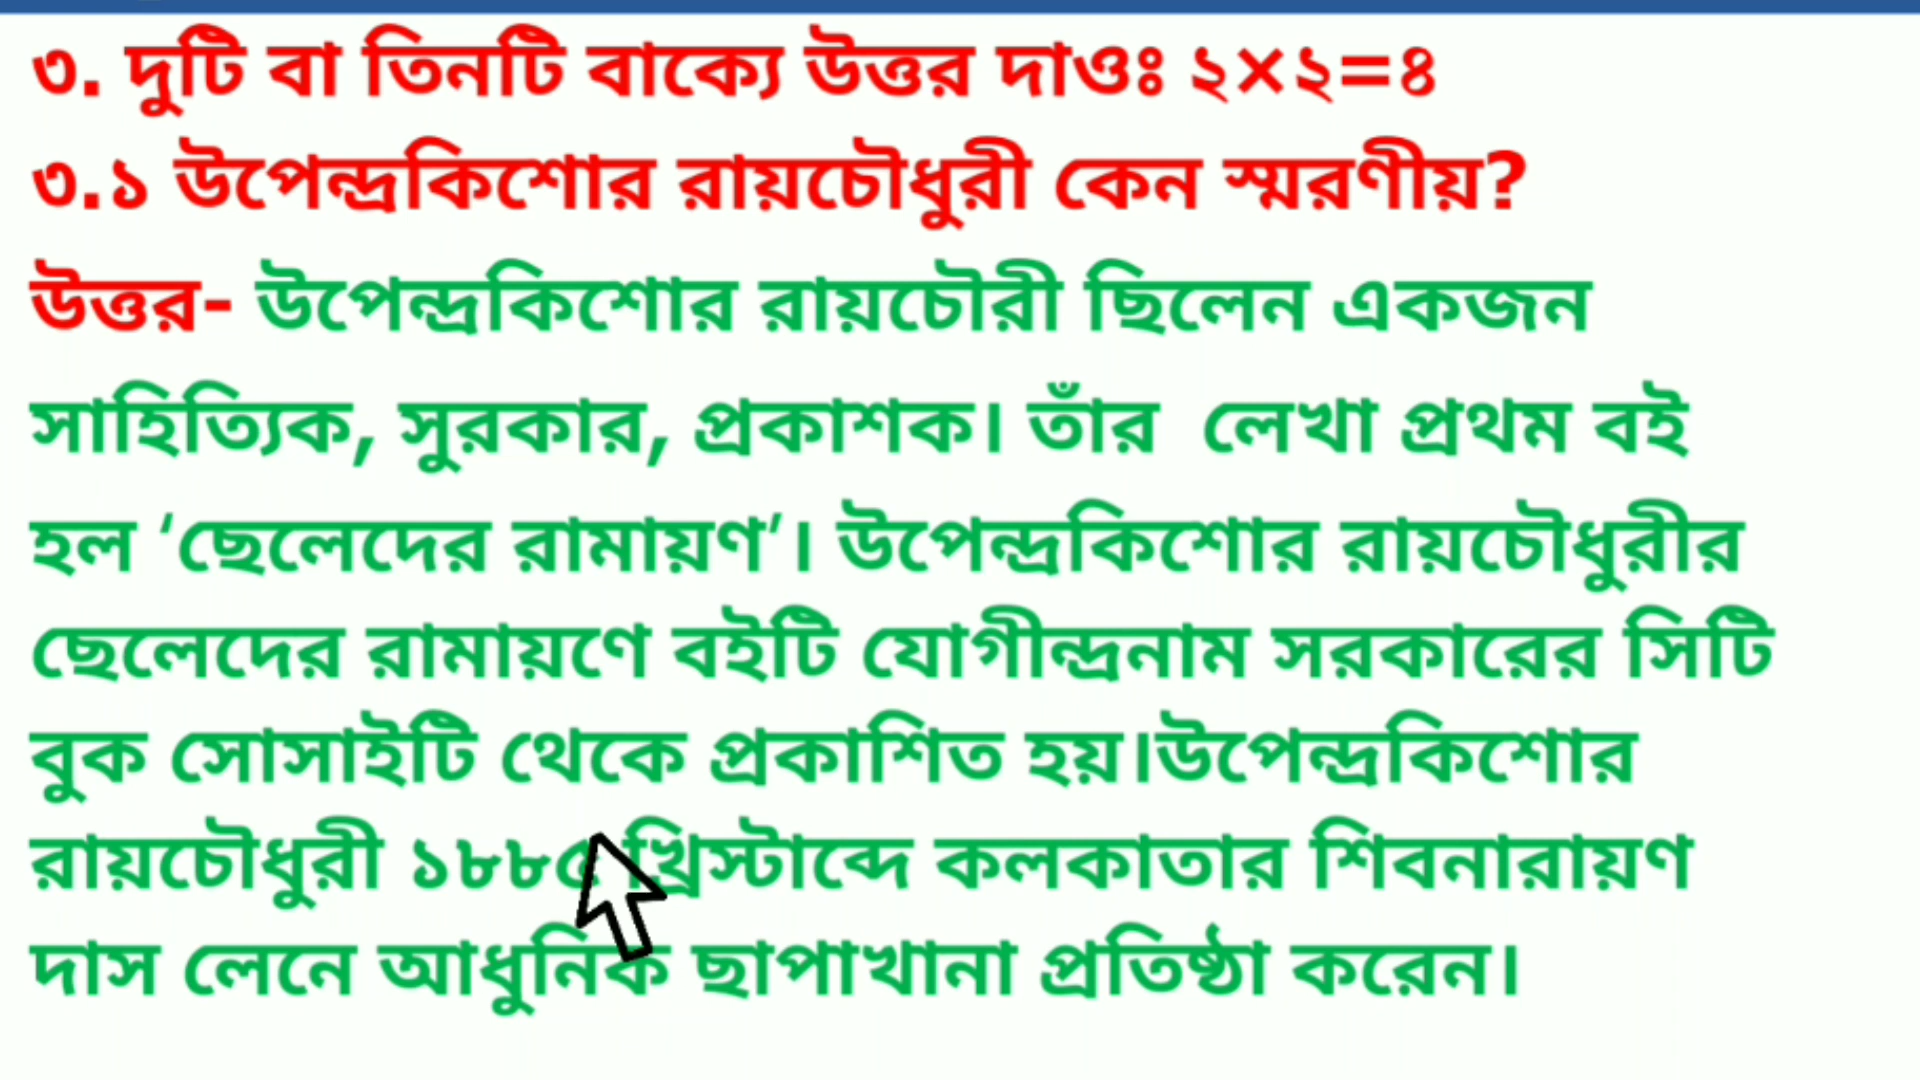 ৩. দুটি বা তিনটি বাক্যে উত্তর দাওঃ ২×২=৪
৩.১ উপেন্দ্রকিশোর রায়চৌধুরী কেন স্মরণীয়?
উত্তর- উপেন্দ্রকিশোর রায়চৌরী ছিলেন একজন
সাহিত্যিক, সুরকার, প্রকাশক। তাঁর লেখা প্রথম বই
হল ‘ছেলেদের রামায়ণ’। উপেন্দ্রকিশোর রায়চৌধুরীর
ছেলেদের রামায়ণে বইটি যোগীন্দ্রনাম সরকারের সিটি
বুক সোসাইটি থেকে প্রকাশিত হয়।উপেন্দ্রকিশোর
রায়চৌধুরী ১৮৮৫ খ্রিস্টাব্দে কলকাতার শিবনারায়ণ
দাস লেনে আধুনিক ছাপাখানা প্রতিষ্ঠা করেন।